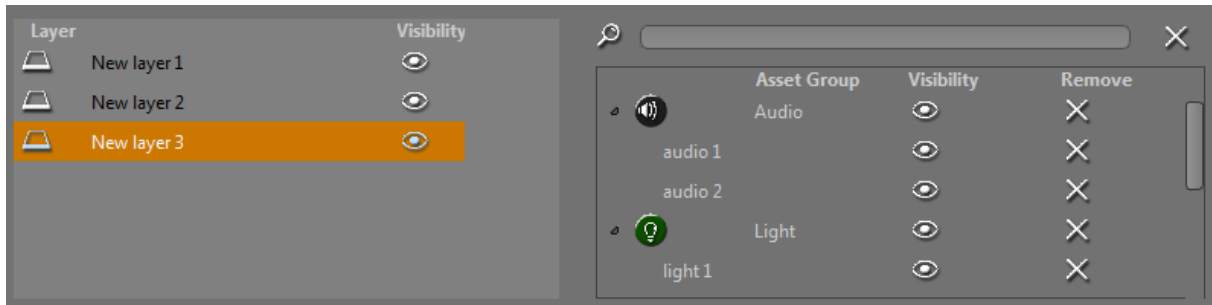 Layer Visibility
New layer 1
New layer 2
New layer 3
Asset Group Visibility Remove
Audio
audio 1
audio 2
Light
light 1